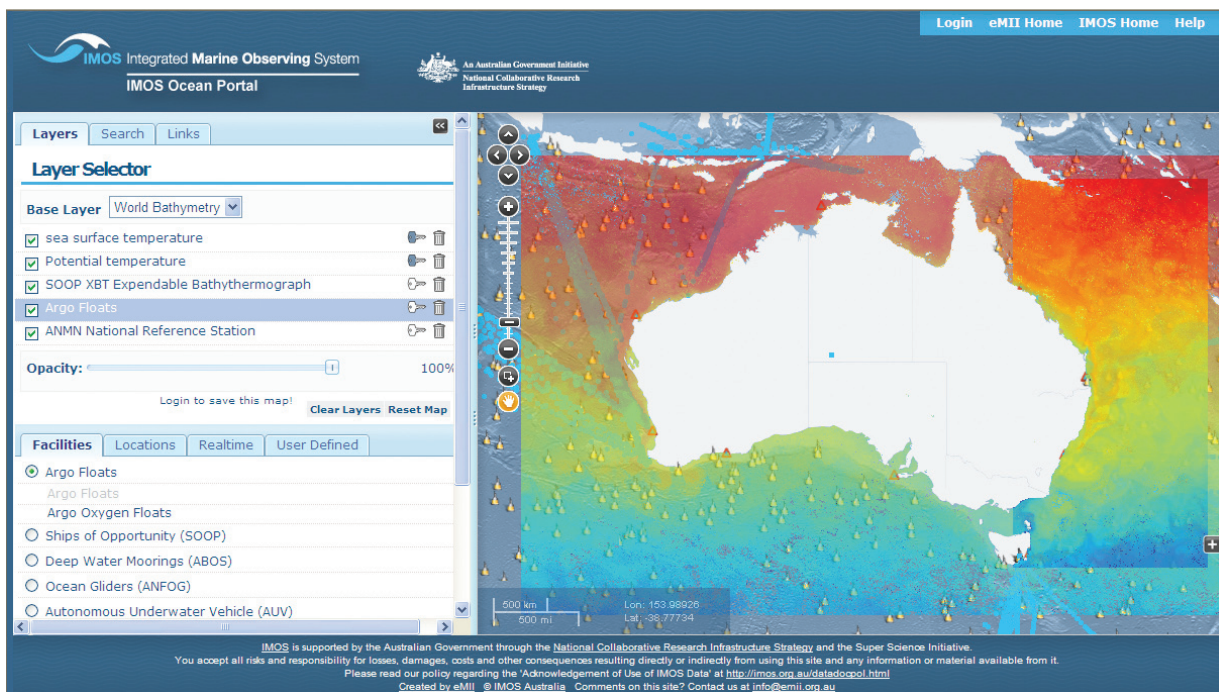 Login eMII Home IMOS Home Help
IMOS Integrated Marine Observing System
IMOS Ocean Portal
An Australian Government Initiative
National Collaborative Research
Infrastructure Strategy
Layers Search Links
Layer Selector
Base Layer World Bathymetry
sea surface temperature
Potential temperature
SOOP XBT Expendable Bathythermograph
Argo Floats
ANMN National Reference Station
Opacity: 100%
Login to save this map!
Clear Layers Reset Map
Facilities Locations Realtime User Defined
Argo Floats
Argo Floats
Argo Oxygen Floats
Ships of Opportunity (SOOP)
Deep Water Moorings (ABOS)
Ocean Gliders (ANFOG)
Autonomous Underwater Vehicle (AUV)
500 km
500 mi
Lon: 153.98926
Lat: -38.77734
IMOS is supported by the Australian Government through the National Collaborative Research Infrastructure Strategy and the Super Science Initiative.
You accept all risks and responsibility for losses, damages, costs and other consequences resulting directly or indirectly from using this site and any information or material available from it.
Please read our policy regarding the 'Acknowledgement of Use of IMOS Data' at http://imos.org.au/datadocpol.html
Created by eMII © IMOS Australia Comments on this site? Contact us at info@emii.org.au